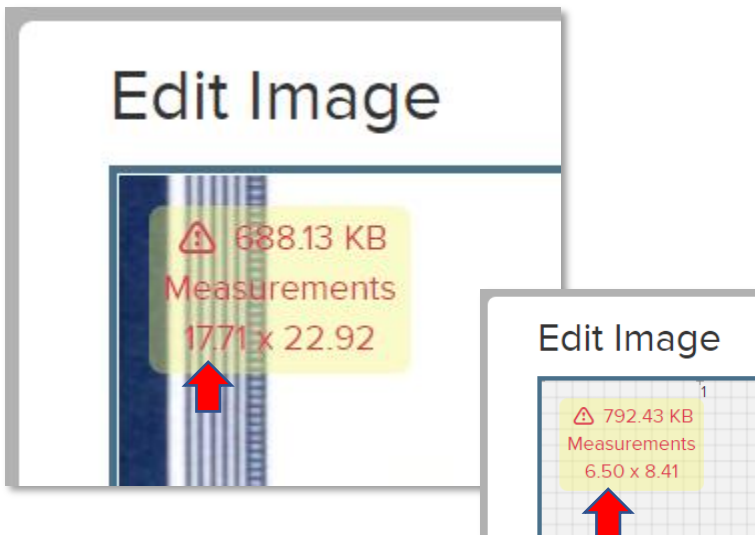 Edit Image
688.13 KB
Measurements
17.71 x 22.92
Edit Image
1
792.43 KB
Measurements
6.50 x 8.41